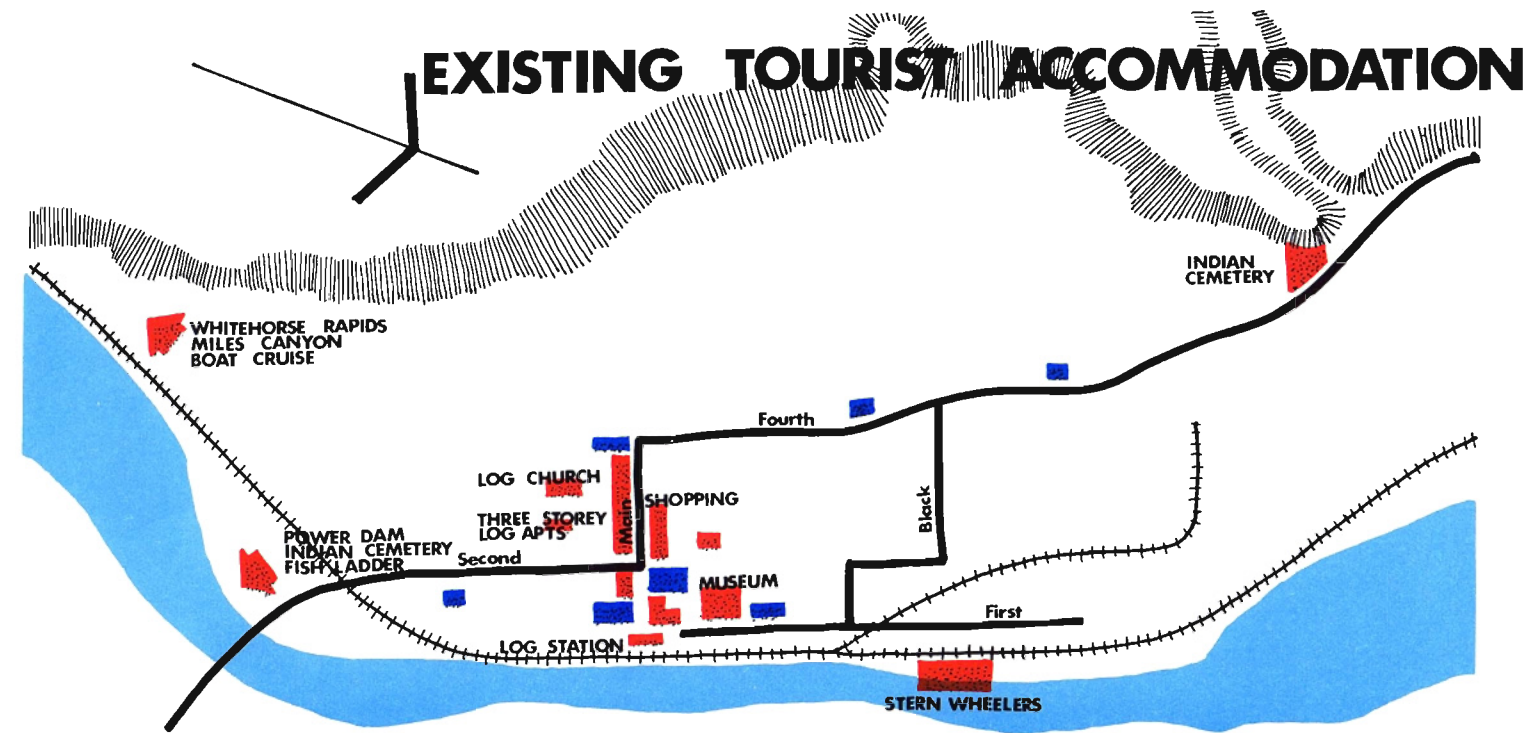 EXISTING TOURIST ACCOMMODATION
INDIAN
CEMETERY
WHITEHORSE RAPIDS
MILES CANYON
BOAT CRUISE
Fourth
LOG CHURCH
SHOPPING
Main
Black
THREE STOREY
LOG APTS
POWER DAM
INDIAN CEMETERY
FISH LADDER
Second
MUSEUM
First
LOG STATION
STERN WHEELERS